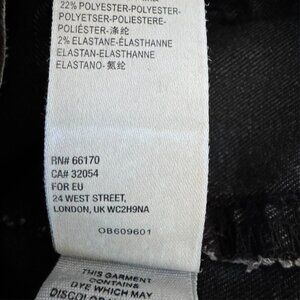 22% POLYESTER-POLYESTER-
POLYETSER-POLIESTERE-
POLIÉSTER-涤纶
2% ELASTANE-ÉLASTHANNE
ELASTAN-ELASTHANNE
ELASTANO-氨纶
RN# 66170
CA# 32054
FOR EU
24 WEST STREET,
LONDON, UK WC2H9NA
OB609601
THIS GARMENT
CONTAINS
DYE WHICH MAY